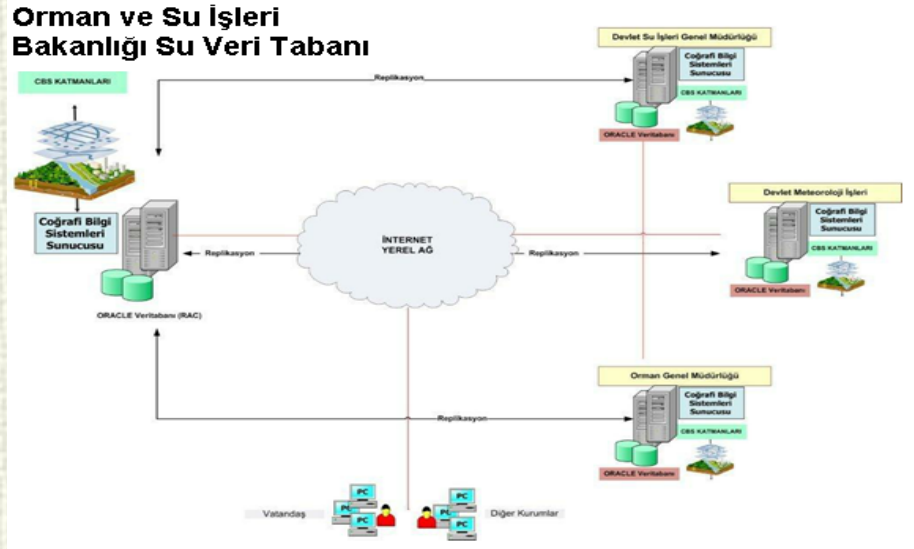 Orman ve Su İşleri
Bakanlığı Su Veri Tabanı
CBS KATMANLARI
Coğrafi Bilgi
Sistemleri
Sunucusu
ORACLE Veritabanı (RAC)
Replikasyon
Replikasyon
İNTERNET
YEREL AĞ
Replikasyon
Replikasyon
Devlet Su İşleri Genel Müdürlüğü
Coğrafi Bilgi
Sistemleri
Sunucusu
CBS KATMANLARI
ORACLE Veritabanı
Devlet Meteoroloji İşleri
Coğrafi Bilgi
Sistemleri
Sunucusu
CBS KATMANLARI
ORACLE Veritabanı
Orman Genel Müdürlüğü
Coğrafi Bilgi
Sistemleri
Sunucusu
CBS KATMANLARI
ORACLE Veritabanı
Vatandaş
PC
PC
PC
PC
PC
PC
Diğer Kurumlar